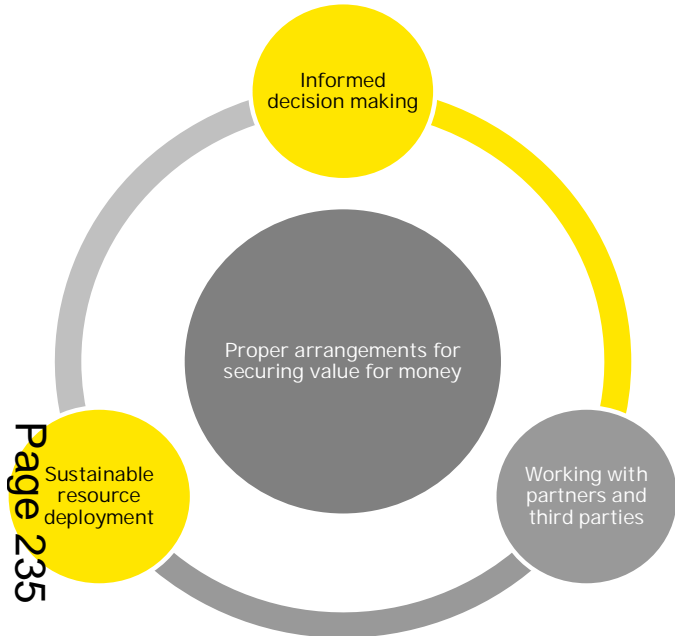 Informed
decision making
Proper arrangements for
securing value for money
Sustainable
resource
deployment
Working with
partners and
third parties
Page 235